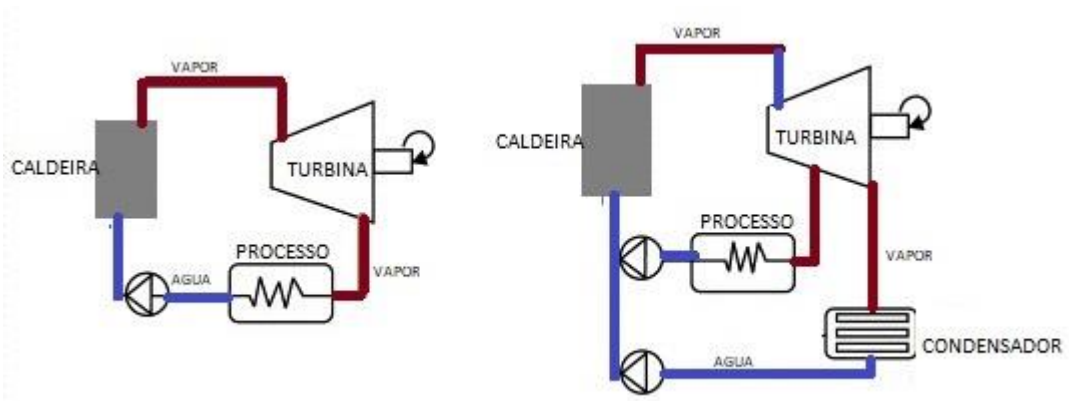 VAPOR
CALDEIRA
TURBINA
PROCESSO
AGUA
VAPOR
VAPOR
CALDEIRA
TURBINA
PROCESSO
VAPOR
CONDENSADOR
AGUA